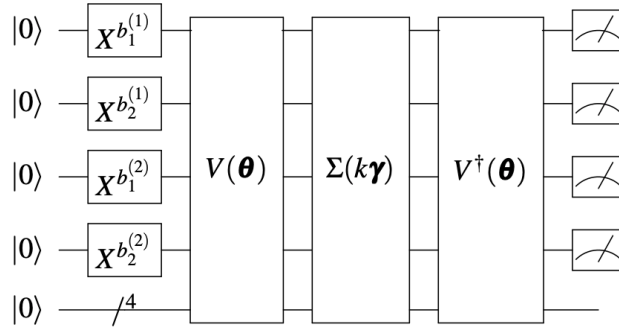 |0⟩ X^{b_1^{(1)}}
|0⟩ X^{b_2^{(1)}}
|0⟩ X^{b_1^{(2)}} V(𝜽) Σ(k𝜸) V†(𝜽)
|0⟩ X^{b_2^{(2)}}
|0⟩ 4